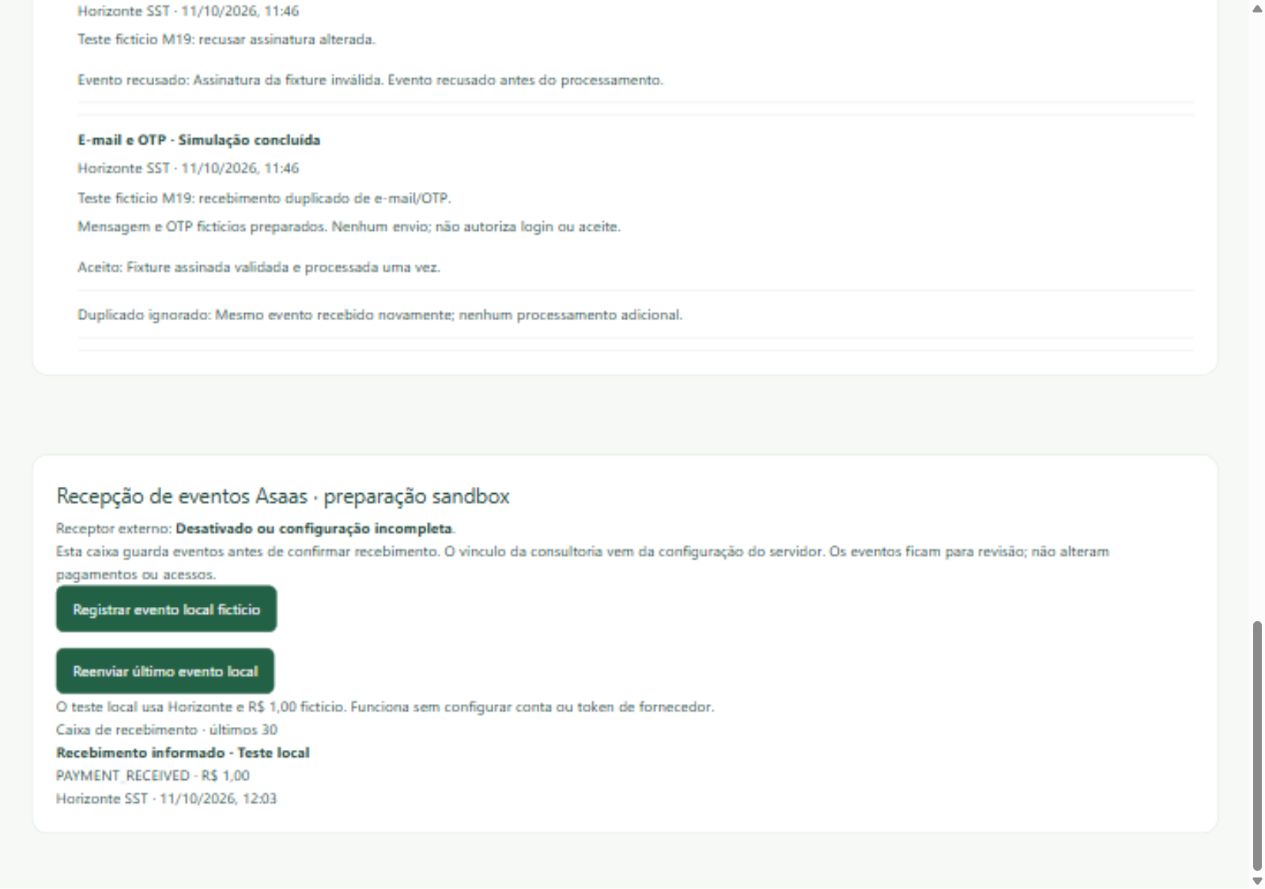 Horizonte SST · 11/10/2026, 11:46
Teste fictício M19: recusar assinatura alterada.
Evento recusado: Assinatura da fixture inválida. Evento recusado antes do processamento.
E-mail e OTP · Simulação concluída
Horizonte SST · 11/10/2026, 11:46
Teste fictício M19: recebimento duplicado de e-mail/OTP.
Mensagem e OTP fictícios preparados. Nenhum envio; não autoriza login ou aceite.
Aceito: Fixture assinada validada e processada uma vez.
Duplicado ignorado: Mesmo evento recebido novamente; nenhum processamento adicional.
Recepção de eventos Asaas · preparação sandbox
Receptor externo: Desativado ou configuração incompleta.
Esta caixa guarda eventos antes de confirmar recebimento. O vínculo da consultoria vem da configuração do servidor. Os eventos ficam para revisão; não alteram
pagamentos ou acessos.
Registrar evento local fictício
Reenviar último evento local
O teste local usa Horizonte e R$ 1,00 fictício. Funciona sem configurar conta ou token de fornecedor.
Caixa de recebimento · últimos 30
Recebimento informado · Teste local
PAYMENT_RECEIVED · R$ 1,00
Horizonte SST · 11/10/2026, 12:03